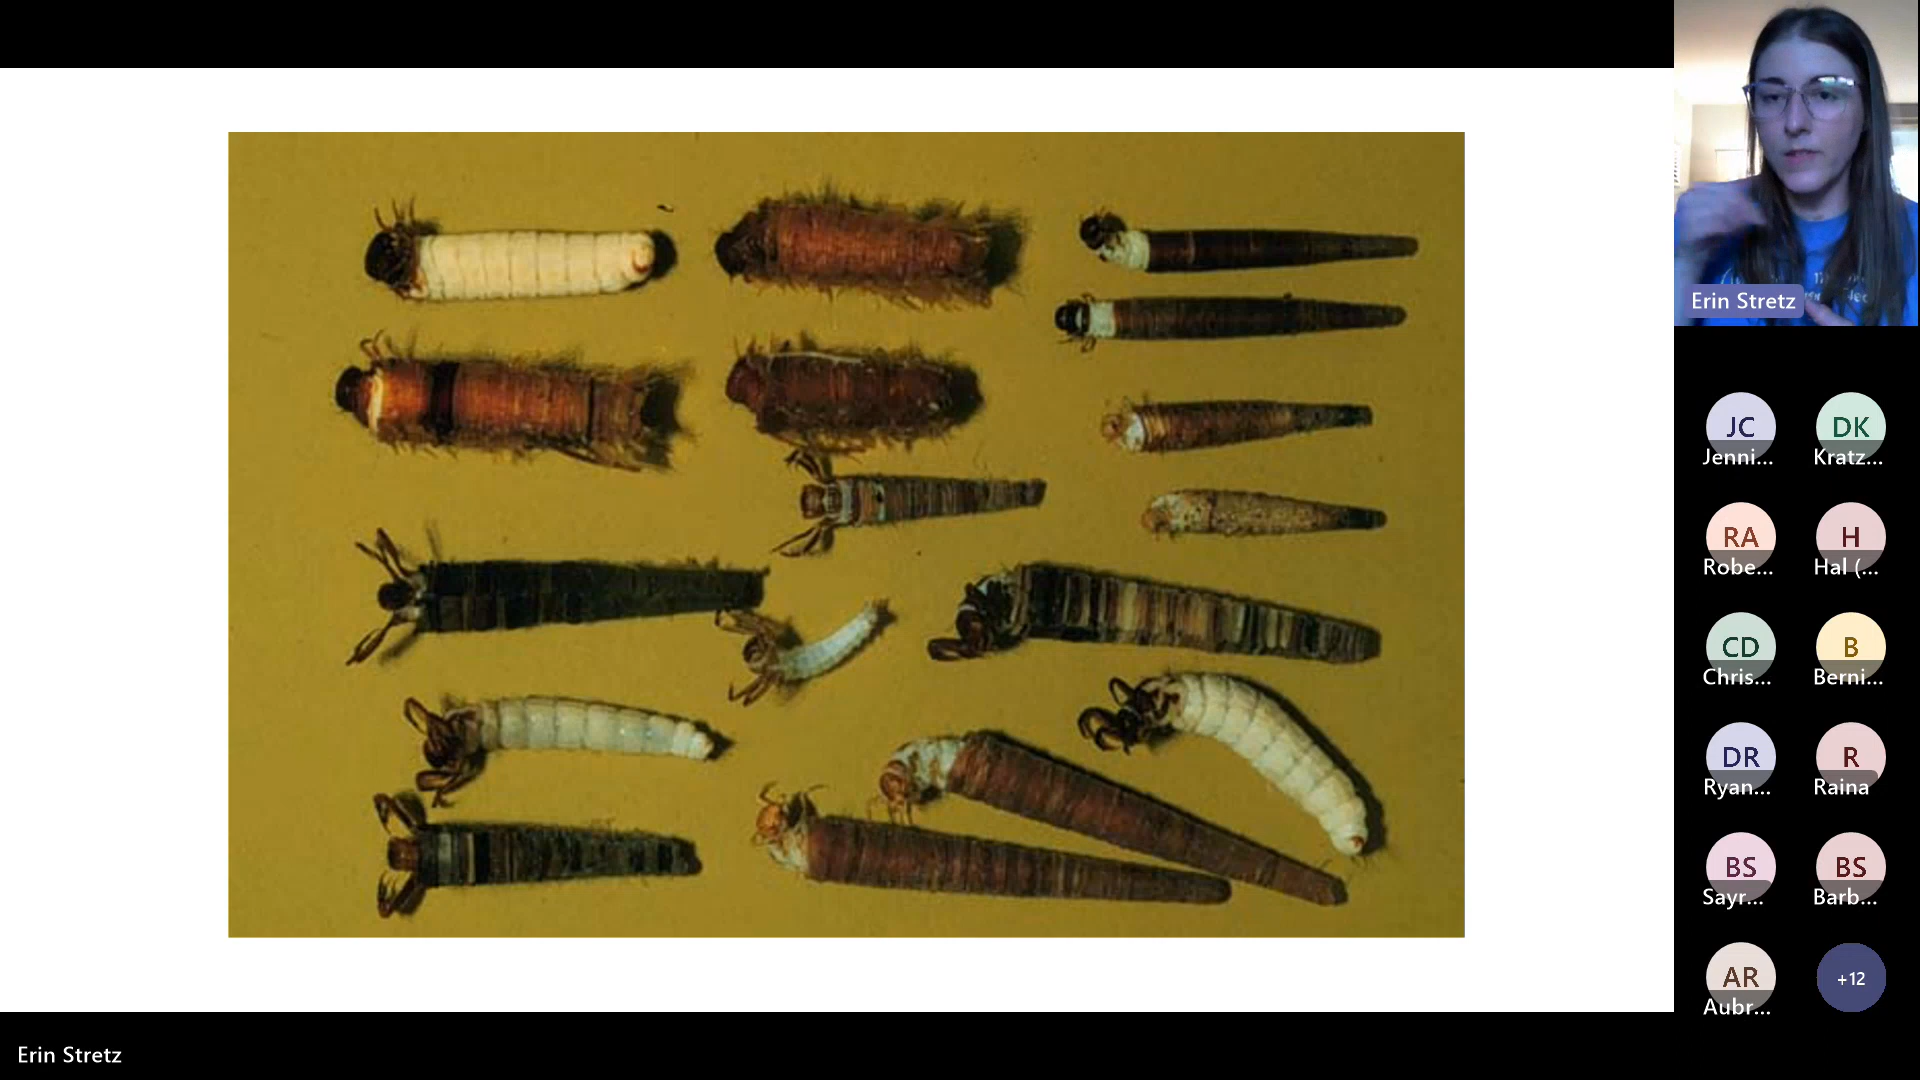 Erin Stretz
JC
Jenni...
DK
Kratz...
RA
Robe...
H
Hal (...
CD
Chris...
B
Berni...
DR
Ryan...
R
Raina
BS
Sayr...
BS
Barb...
AR
Aubr...
+12
Erin Stretz